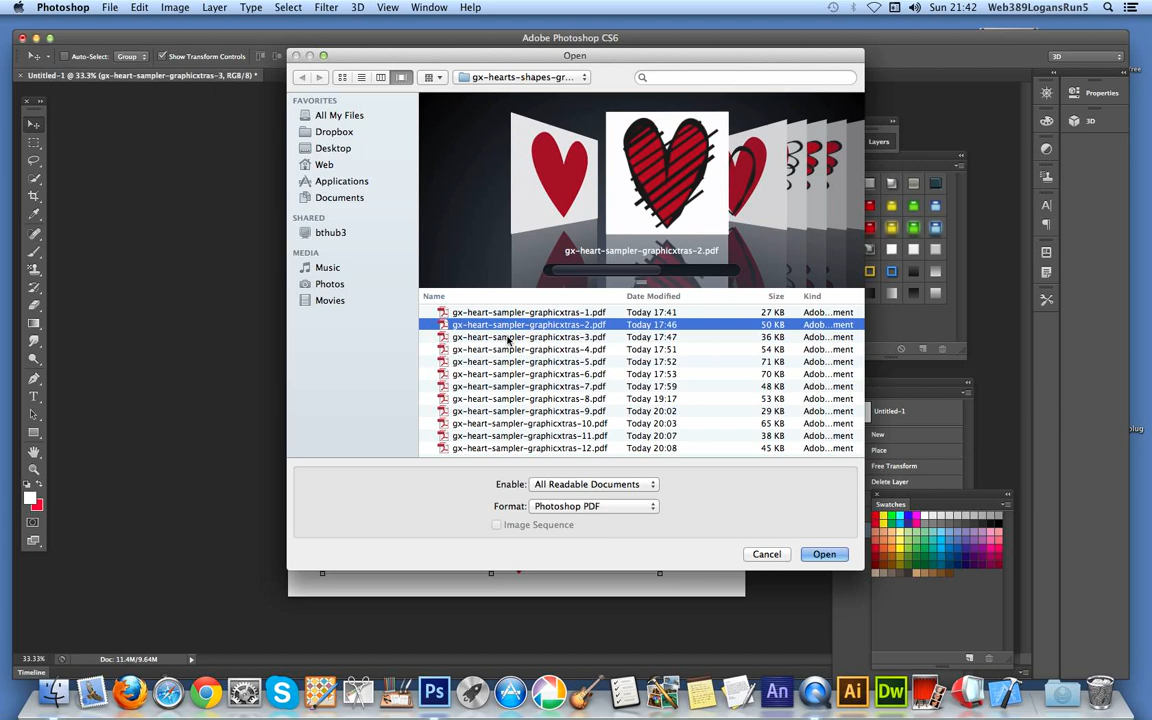 Photoshop File Edit Image Layer Type Select Filter 3D View Window Help Sun 21:42 Web389LogansRun5
Adobe Photoshop CS6
Auto-Select: Group Show Transform Controls 3D
Untitled-1 @ 33.3% (gx-heart-sampler-graphicxtras-3, RGB/8) *
Open
gx-hearts-shapes-gr...
FAVORITES
All My Files
Dropbox
Desktop
Web
Applications
Documents
SHARED
bthub3
MEDIA
Music
Photos
Movies
gx-heart-sampler-graphicxtras-2.pdf
Name Date Modified Size Kind
gx-heart-sampler-graphicxtras-1.pdf Today 17:41 27 KB Adob...ment
gx-heart-sampler-graphicxtras-2.pdf Today 17:46 50 KB Adob...ment
gx-heart-sampler-graphicxtras-3.pdf Today 17:47 36 KB Adob...ment
gx-heart-sampler-graphicxtras-4.pdf Today 17:51 54 KB Adob...ment
gx-heart-sampler-graphicxtras-5.pdf Today 17:52 71 KB Adob...ment
gx-heart-sampler-graphicxtras-6.pdf Today 17:53 70 KB Adob...ment
gx-heart-sampler-graphicxtras-7.pdf Today 17:59 48 KB Adob...ment
gx-heart-sampler-graphicxtras-8.pdf Today 19:17 53 KB Adob...ment
gx-heart-sampler-graphicxtras-9.pdf Today 20:02 29 KB Adob...ment
gx-heart-sampler-graphicxtras-10.pdf Today 20:03 65 KB Adob...ment
gx-heart-sampler-graphicxtras-11.pdf Today 20:07 38 KB Adob...ment
gx-heart-sampler-graphicxtras-12.pdf Today 20:08 45 KB Adob...ment
Enable: All Readable Documents
Format: Photoshop PDF
Image Sequence
Cancel Open
Properties
3D
Layers
Untitled-1
New
Place
Free Transform
Delete Layer
Swatches
33.33% Doc: 11.4M/9.64M
Timeline
Ps
An
Ai
Dw